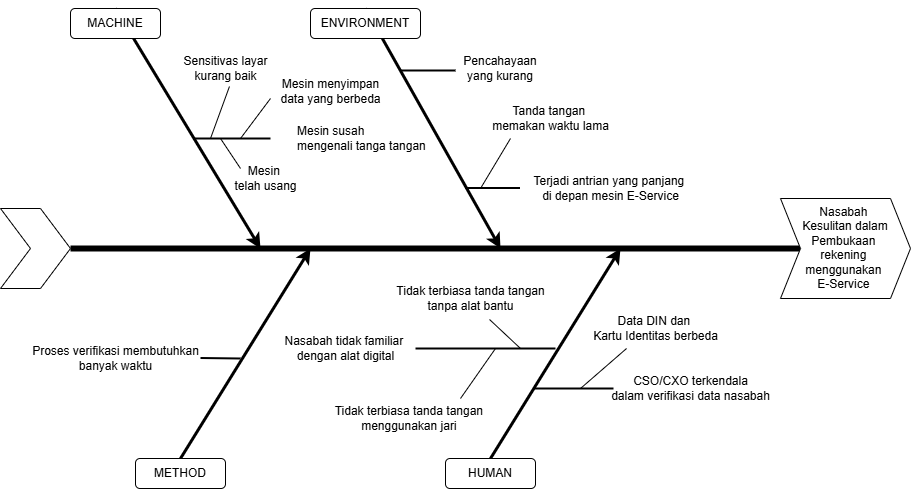 MACHINE
ENVIRONMENT
Sensitivas layar
kurang baik
Mesin menyimpan
data yang berbeda
Mesin susah
mengenali tanga tangan
Mesin
telah usang
Pencahayaan
yang kurang
Tanda tangan
memakan waktu lama
Terjadi antrian yang panjang
di depan mesin E-Service
Nasabah
Kesulitan dalam
Pembukaan
rekening
menggunakan
E-Service
Proses verifikasi membutuhkan
banyak waktu
Tidak terbiasa tanda tangan
tanpa alat bantu
Nasabah tidak familiar
dengan alat digital
Tidak terbiasa tanda tangan
menggunakan jari
Data DIN dan
Kartu Identitas berbeda
CSO/CXO terkendala
dalam verifikasi data nasabah
METHOD
HUMAN